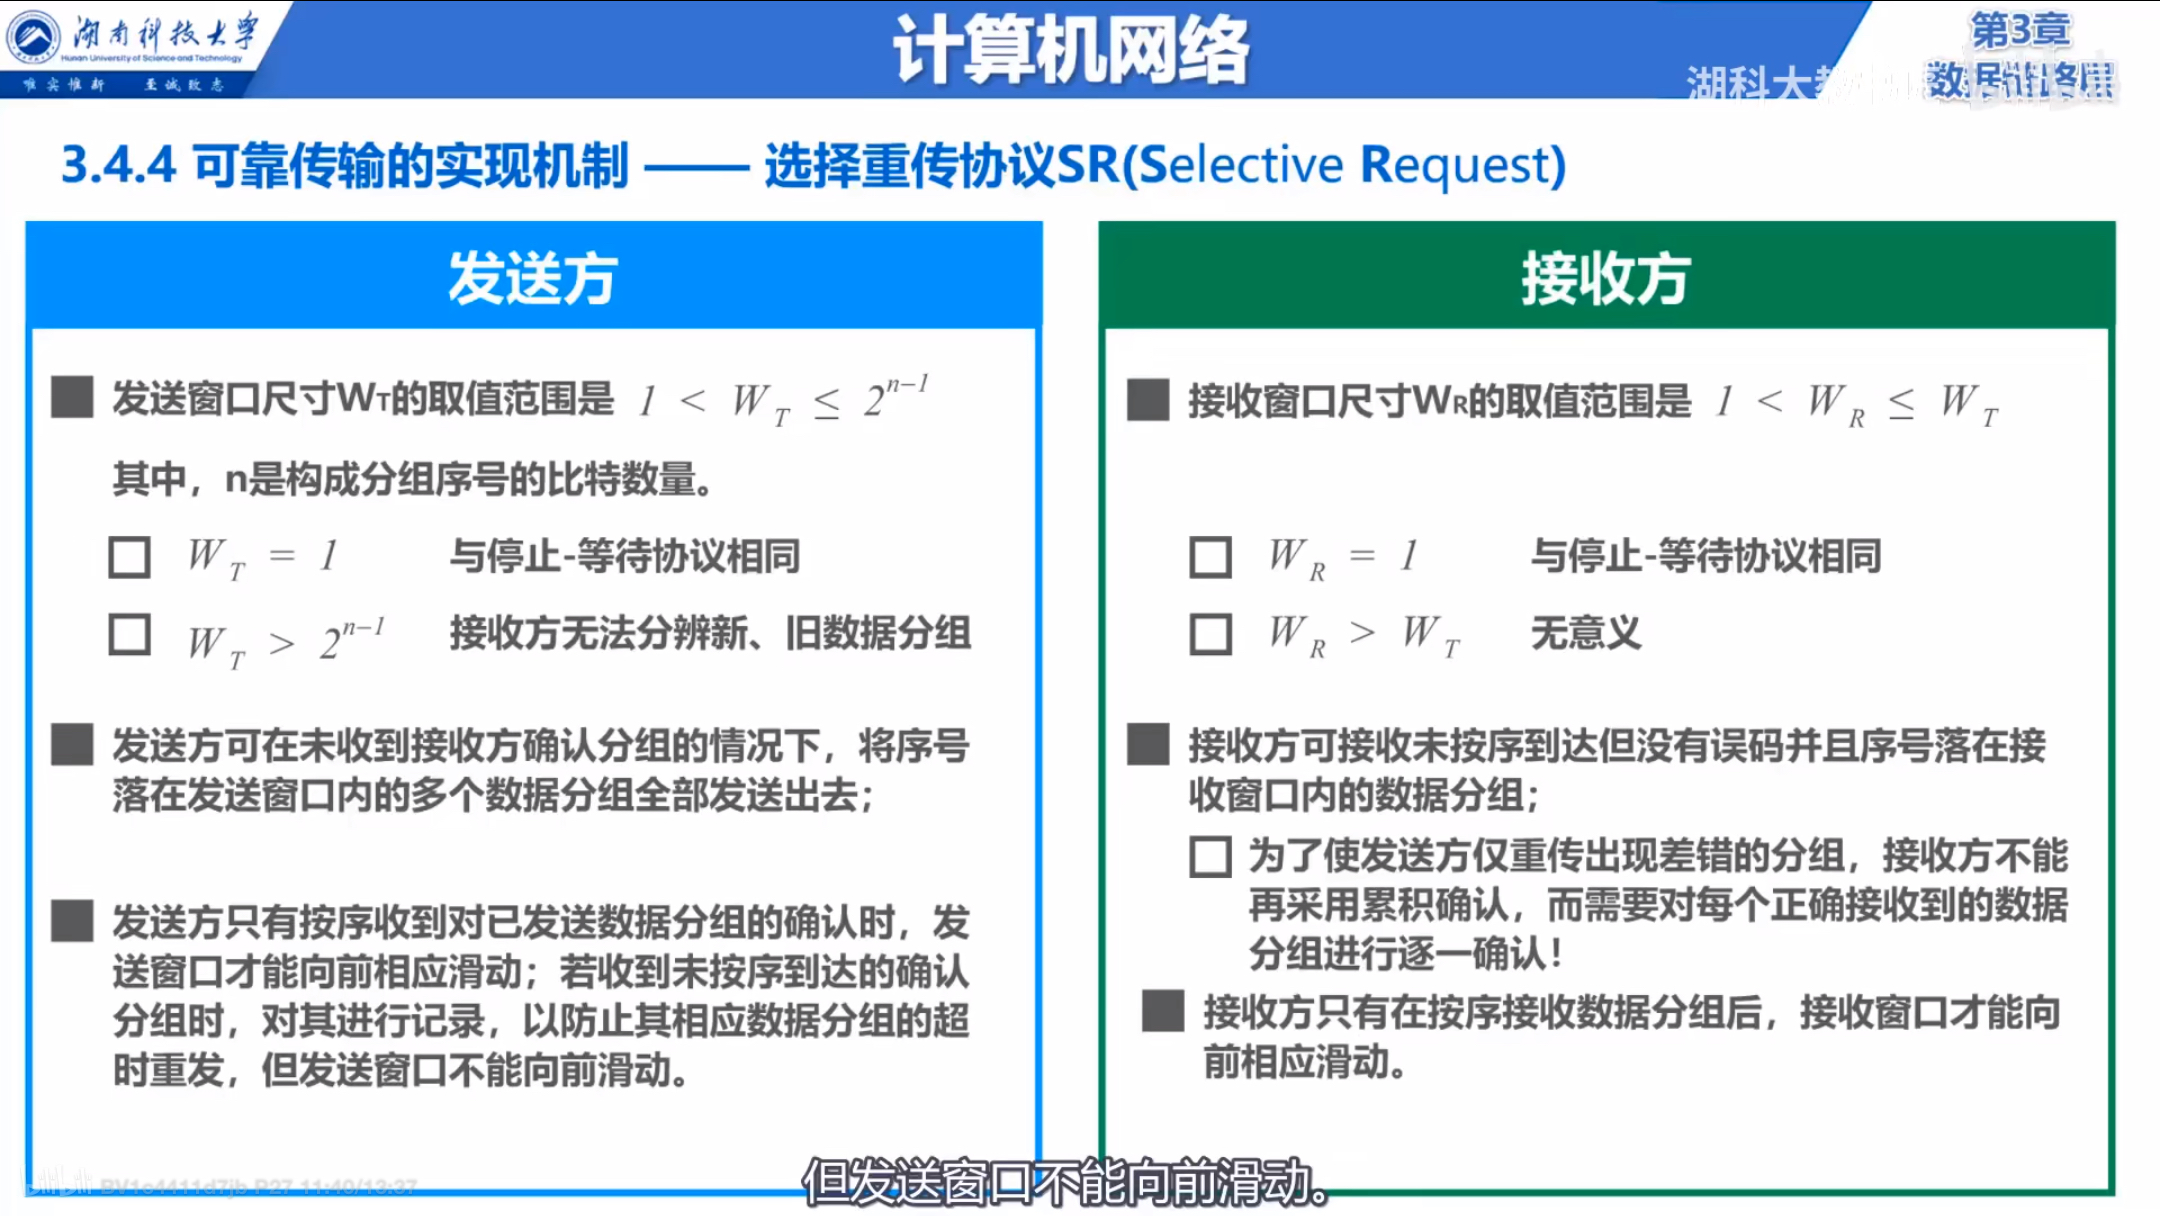 湖南科技大学
Hunan University of Science and Technology
唯实惟新 至诚致志
计算机网络
第3章
数据链路层
湖科大教
3.4.4 可靠传输的实现机制 —— 选择重传协议SR(Selective Request)
发送方
■ 发送窗口尺寸WT的取值范围是 1 < W_T ≤ 2^{n-1}
其中，n是构成分组序号的比特数量。
□ W_T = 1 与停止-等待协议相同
□ W_T > 2^{n-1} 接收方无法分辨新、旧数据分组
■ 发送方可在未收到接收方确认分组的情况下，将序号
落在发送窗口内的多个数据分组全部发送出去；
■ 发送方只有按序收到对已发送数据分组的确认时，发
送窗口才能向前相应滑动；若收到未按序到达的确认
分组时，对其进行记录，以防止其相应数据分组的超
时重发，但发送窗口不能向前滑动。
接收方
■ 接收窗口尺寸WR的取值范围是 1 < W_R ≤ W_T
□ W_R = 1 与停止-等待协议相同
□ W_R > W_T 无意义
■ 接收方可接收未按序到达但没有误码并且序号落在接
收窗口内的数据分组；
□ 为了使发送方仅重传出现差错的分组，接收方不能
再采用累积确认，而需要对每个正确接收到的数据
分组进行逐一确认！
■ 接收方只有在按序接收数据分组后，接收窗口才能向
前相应滑动。
但发送窗口不能向前滑动。
P27 11:40/13:37